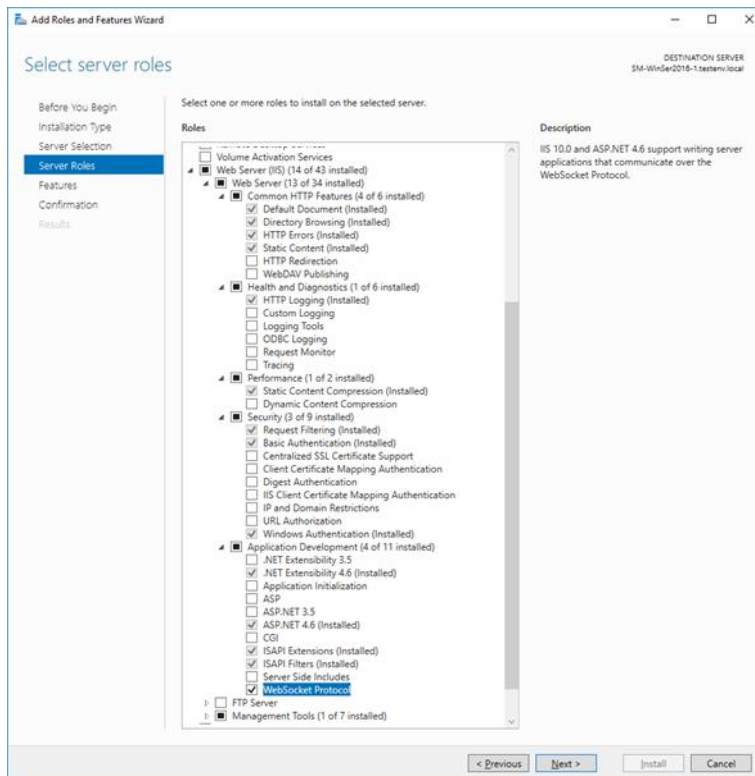 Add Roles and Features Wizard
Select server roles
DESTINATION SERVER
SM-WinSer2016-1.testenv.local
Before You Begin
Installation Type
Server Selection
Server Roles
Features
Confirmation
Results
Select one or more roles to install on the selected server.
Roles
Volume Activation Services
Web Server (IIS) (14 of 43 installed)
Web Server (13 of 34 installed)
Common HTTP Features (4 of 6 installed)
Default Document (Installed)
Directory Browsing (Installed)
HTTP Errors (Installed)
Static Content (Installed)
HTTP Redirection
WebDAV Publishing
Health and Diagnostics (1 of 6 installed)
HTTP Logging (Installed)
Custom Logging
Logging Tools
ODBC Logging
Request Monitor
Tracing
Performance (1 of 2 installed)
Static Content Compression (Installed)
Dynamic Content Compression
Security (3 of 9 installed)
Request Filtering (Installed)
Basic Authentication (Installed)
Centralized SSL Certificate Support
Client Certificate Mapping Authentication
Digest Authentication
IIS Client Certificate Mapping Authentication
IP and Domain Restrictions
URL Authorization
Windows Authentication (Installed)
Application Development (4 of 11 installed)
.NET Extensibility 3.5
.NET Extensibility 4.6 (Installed)
Application Initialization
ASP
ASP.NET 3.5
ASP.NET 4.6 (Installed)
CGI
ISAPI Extensions (Installed)
ISAPI Filters (Installed)
Server Side Includes
WebSocket Protocol
FTP Server
Management Tools (1 of 7 installed)
Description
IIS 10.0 and ASP.NET 4.6 support writing server
applications that communicate over the
WebSocket Protocol.
< Previous
Next >
Install
Cancel